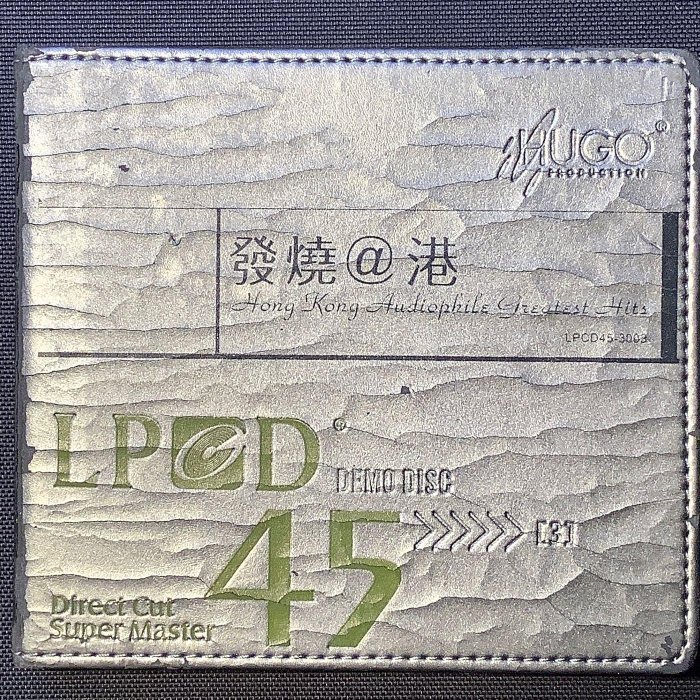 HUGO®
PRODUCTION
發燒@港
Hong Kong Audiophile Greatest Hits
LPCD45-3003
LPCD®
DEMO DISC
45 [3]
Direct Cut
Super Master